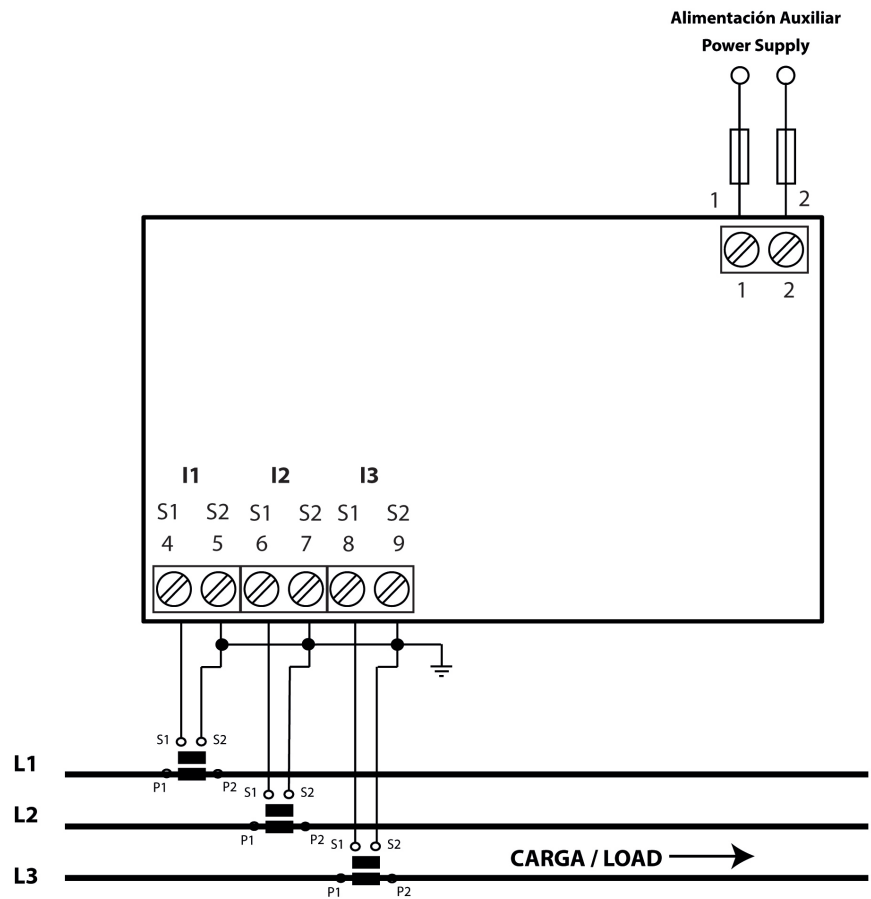 Alimentación Auxiliar
Power Supply
1 2
1 2
I1 I2 I3
S1 S2 S1 S2 S1 S2
4 5 6 7 8 9
S1 S2
L1
P1 P2
S1 S2
L2
P1 P2
S1 S2
CARGA / LOAD
L3
P1 P2